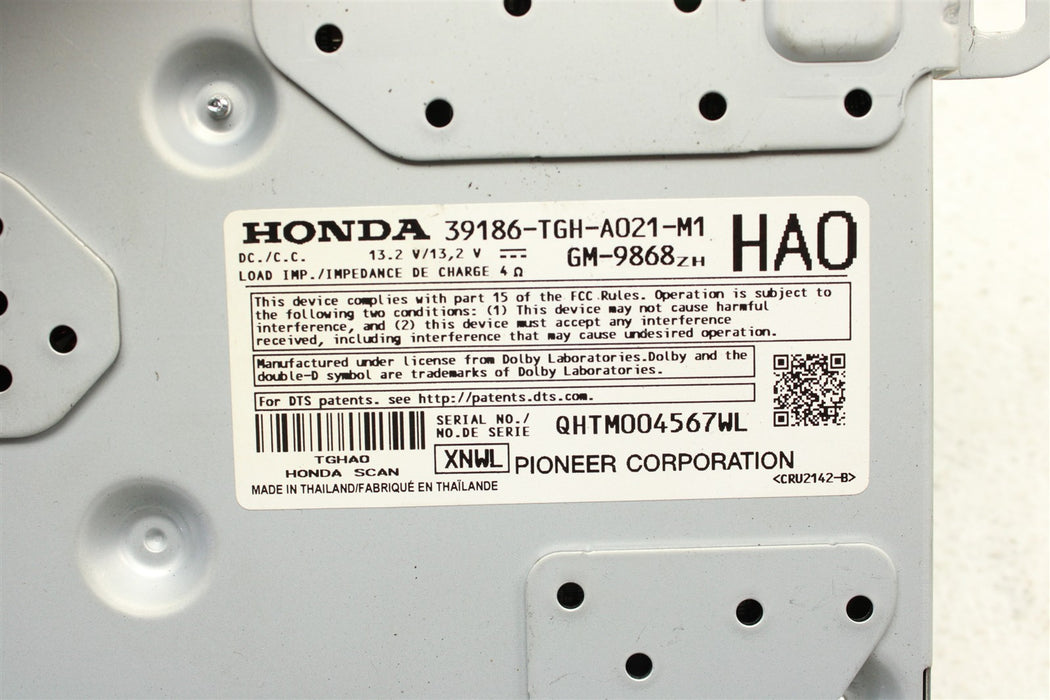 HONDA 39186-TGH-A021-M1 HA0
DC./C.C. 13.2 V/13,2 V GM-9868ZH
LOAD IMP./IMPEDANCE DE CHARGE 4 Ω
This device complies with part 15 of the FCC Rules. Operation is subject to
the following two conditions: (1) This device may not cause harmful
interference, and (2) this device must accept any interference
received, including interference that may cause undesired operation.
Manufactured under license from Dolby Laboratories.Dolby and the
double-D symbol are trademarks of Dolby Laboratories.
For DTS patents. see http://patents.dts.com.
SERIAL NO./
NO.DE SERIE QHTM004567WL
TGHA0
HONDA SCAN
XNWL PIONEER CORPORATION
MADE IN THAILAND/FABRIQUÉ EN THAÏLANDE
<CRU2142-B>